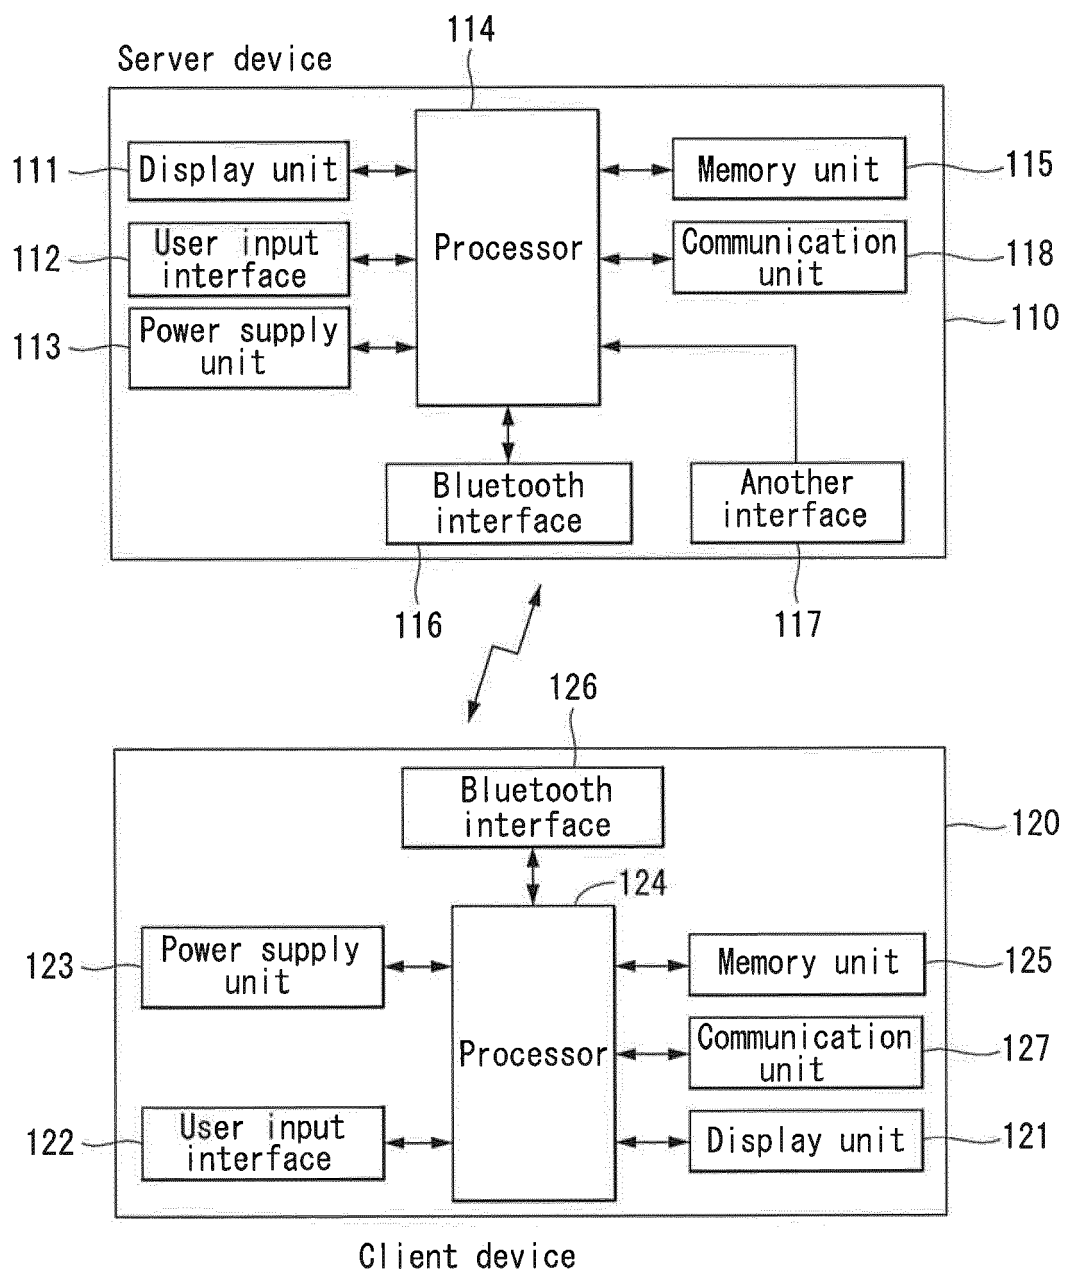 114
Server device
111
Display unit
Memory unit
115
112
User input
interface
Processor
Communication
unit
118
113
Power supply
unit
110
Bluetooth
interface
Another
interface
116
117
126
Bluetooth
interface
120
124
123
Power supply
unit
Memory unit
125
Processor
Communication
unit
127
122
User input
interface
Display unit
121
Client device